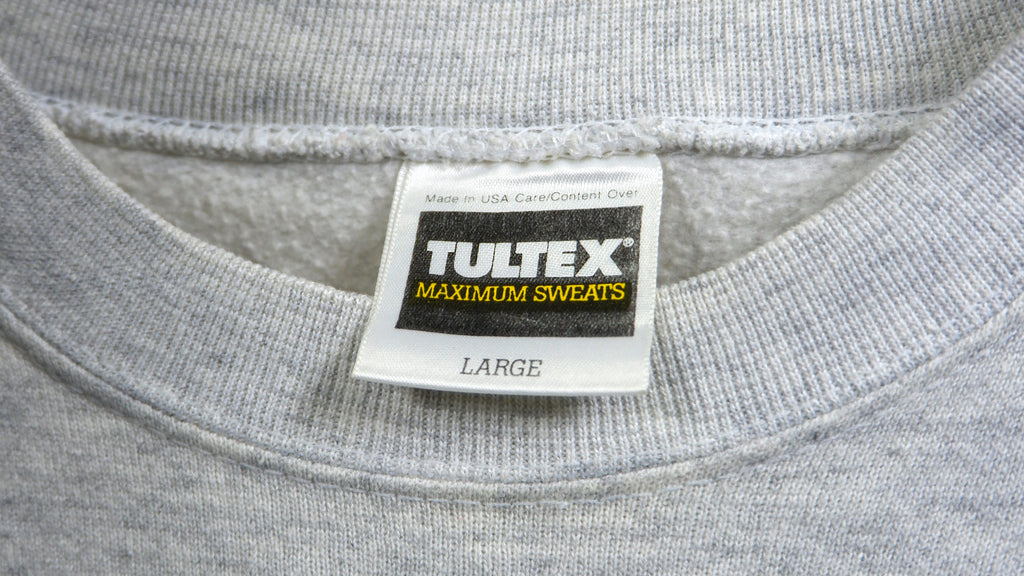 Made In USA Care/Content Over
TULTEX®
MAXIMUM SWEATS
LARGE